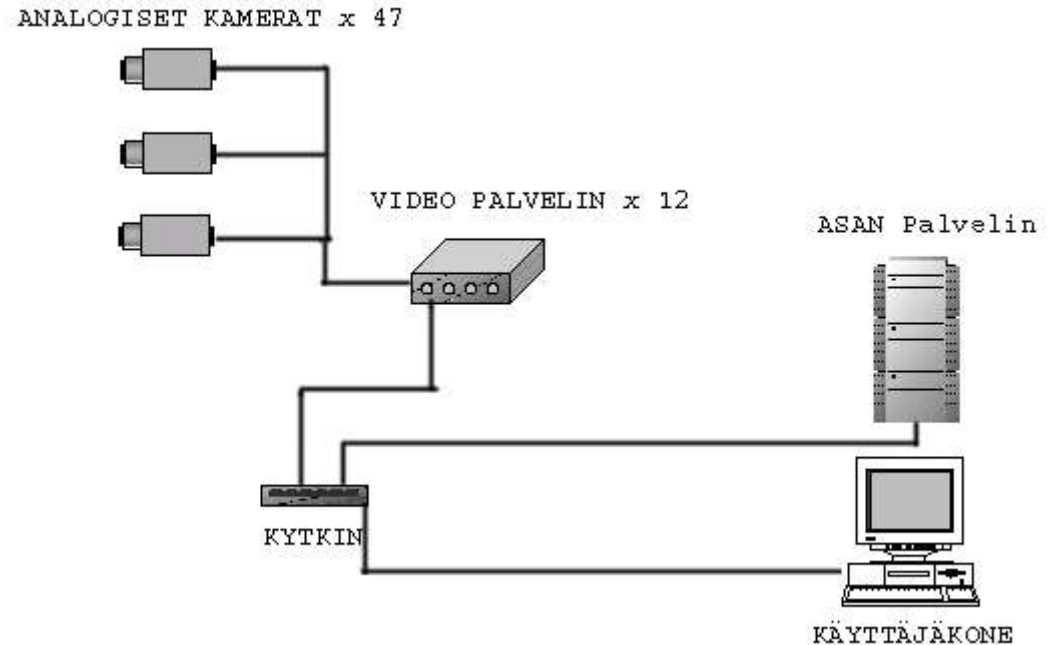 ANALOGISET KAMERAT x 47
VIDEO PALVELIN x 12
ASAN Palvelin
KYTKIN
KÄYTTÄJÄKONE